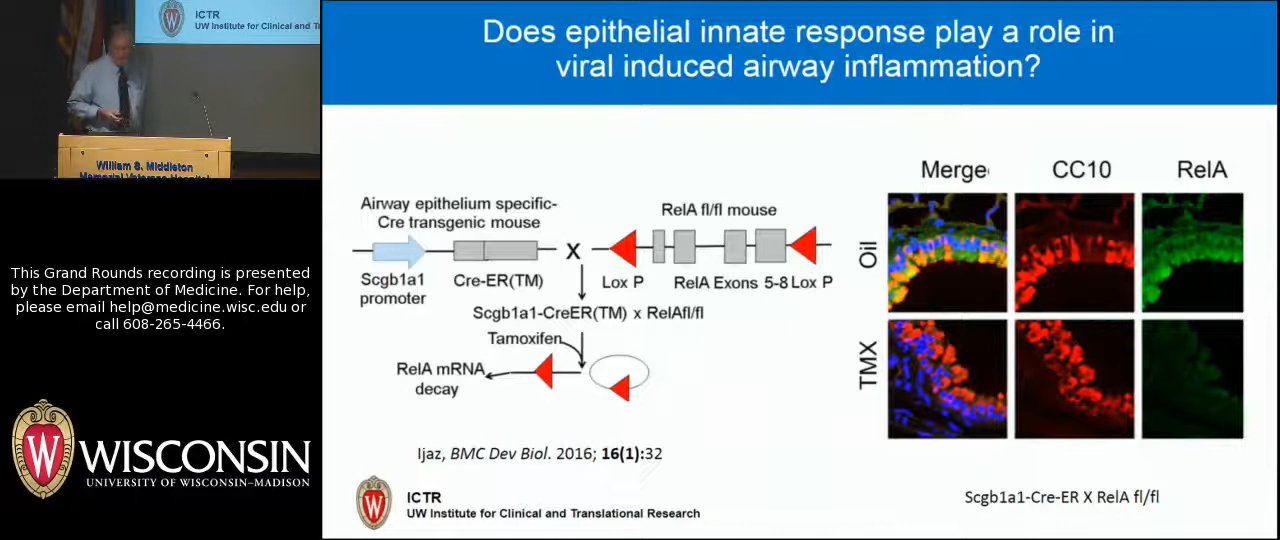 ICTR
UW Institute for Clinical and Tr
William S. Middleton
Memorial Veterans Hospital
This Grand Rounds recording is presented
by the Department of Medicine. For help,
please email help@medicine.wisc.edu or
call 608-265-4466.
W
WISCONSIN
UNIVERSITY OF WISCONSIN–MADISON
Does epithelial innate response play a role in
viral induced airway inflammation?
Airway epithelium specific-
Cre transgenic mouse
RelA fl/fl mouse
X
Scgb1a1
promoter
Cre-ER(TM)
Lox P
RelA Exons 5-8 Lox P
Scgb1a1-CreER(TM) x RelAfl/fl
Tamoxifen
RelA mRNA
decay
Ijaz, BMC Dev Biol. 2016; 16(1):32
ICTR
UW Institute for Clinical and Translational Research
Merge
CC10
RelA
Oil
TMX
Scgb1a1-Cre-ER X RelA fl/fl